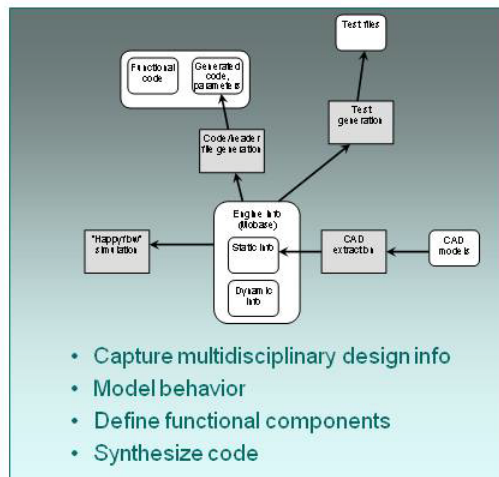 Test files
Functional
code
Generated
code,
parameters
Test
generation
Code/header
file generation
Engine info
(Mobase)
"Happyflow"
simulation
Static info
CAD
extraction
CAD
models
Dynamic
info
• Capture multidisciplinary design info
• Model behavior
• Define functional components
• Synthesize code